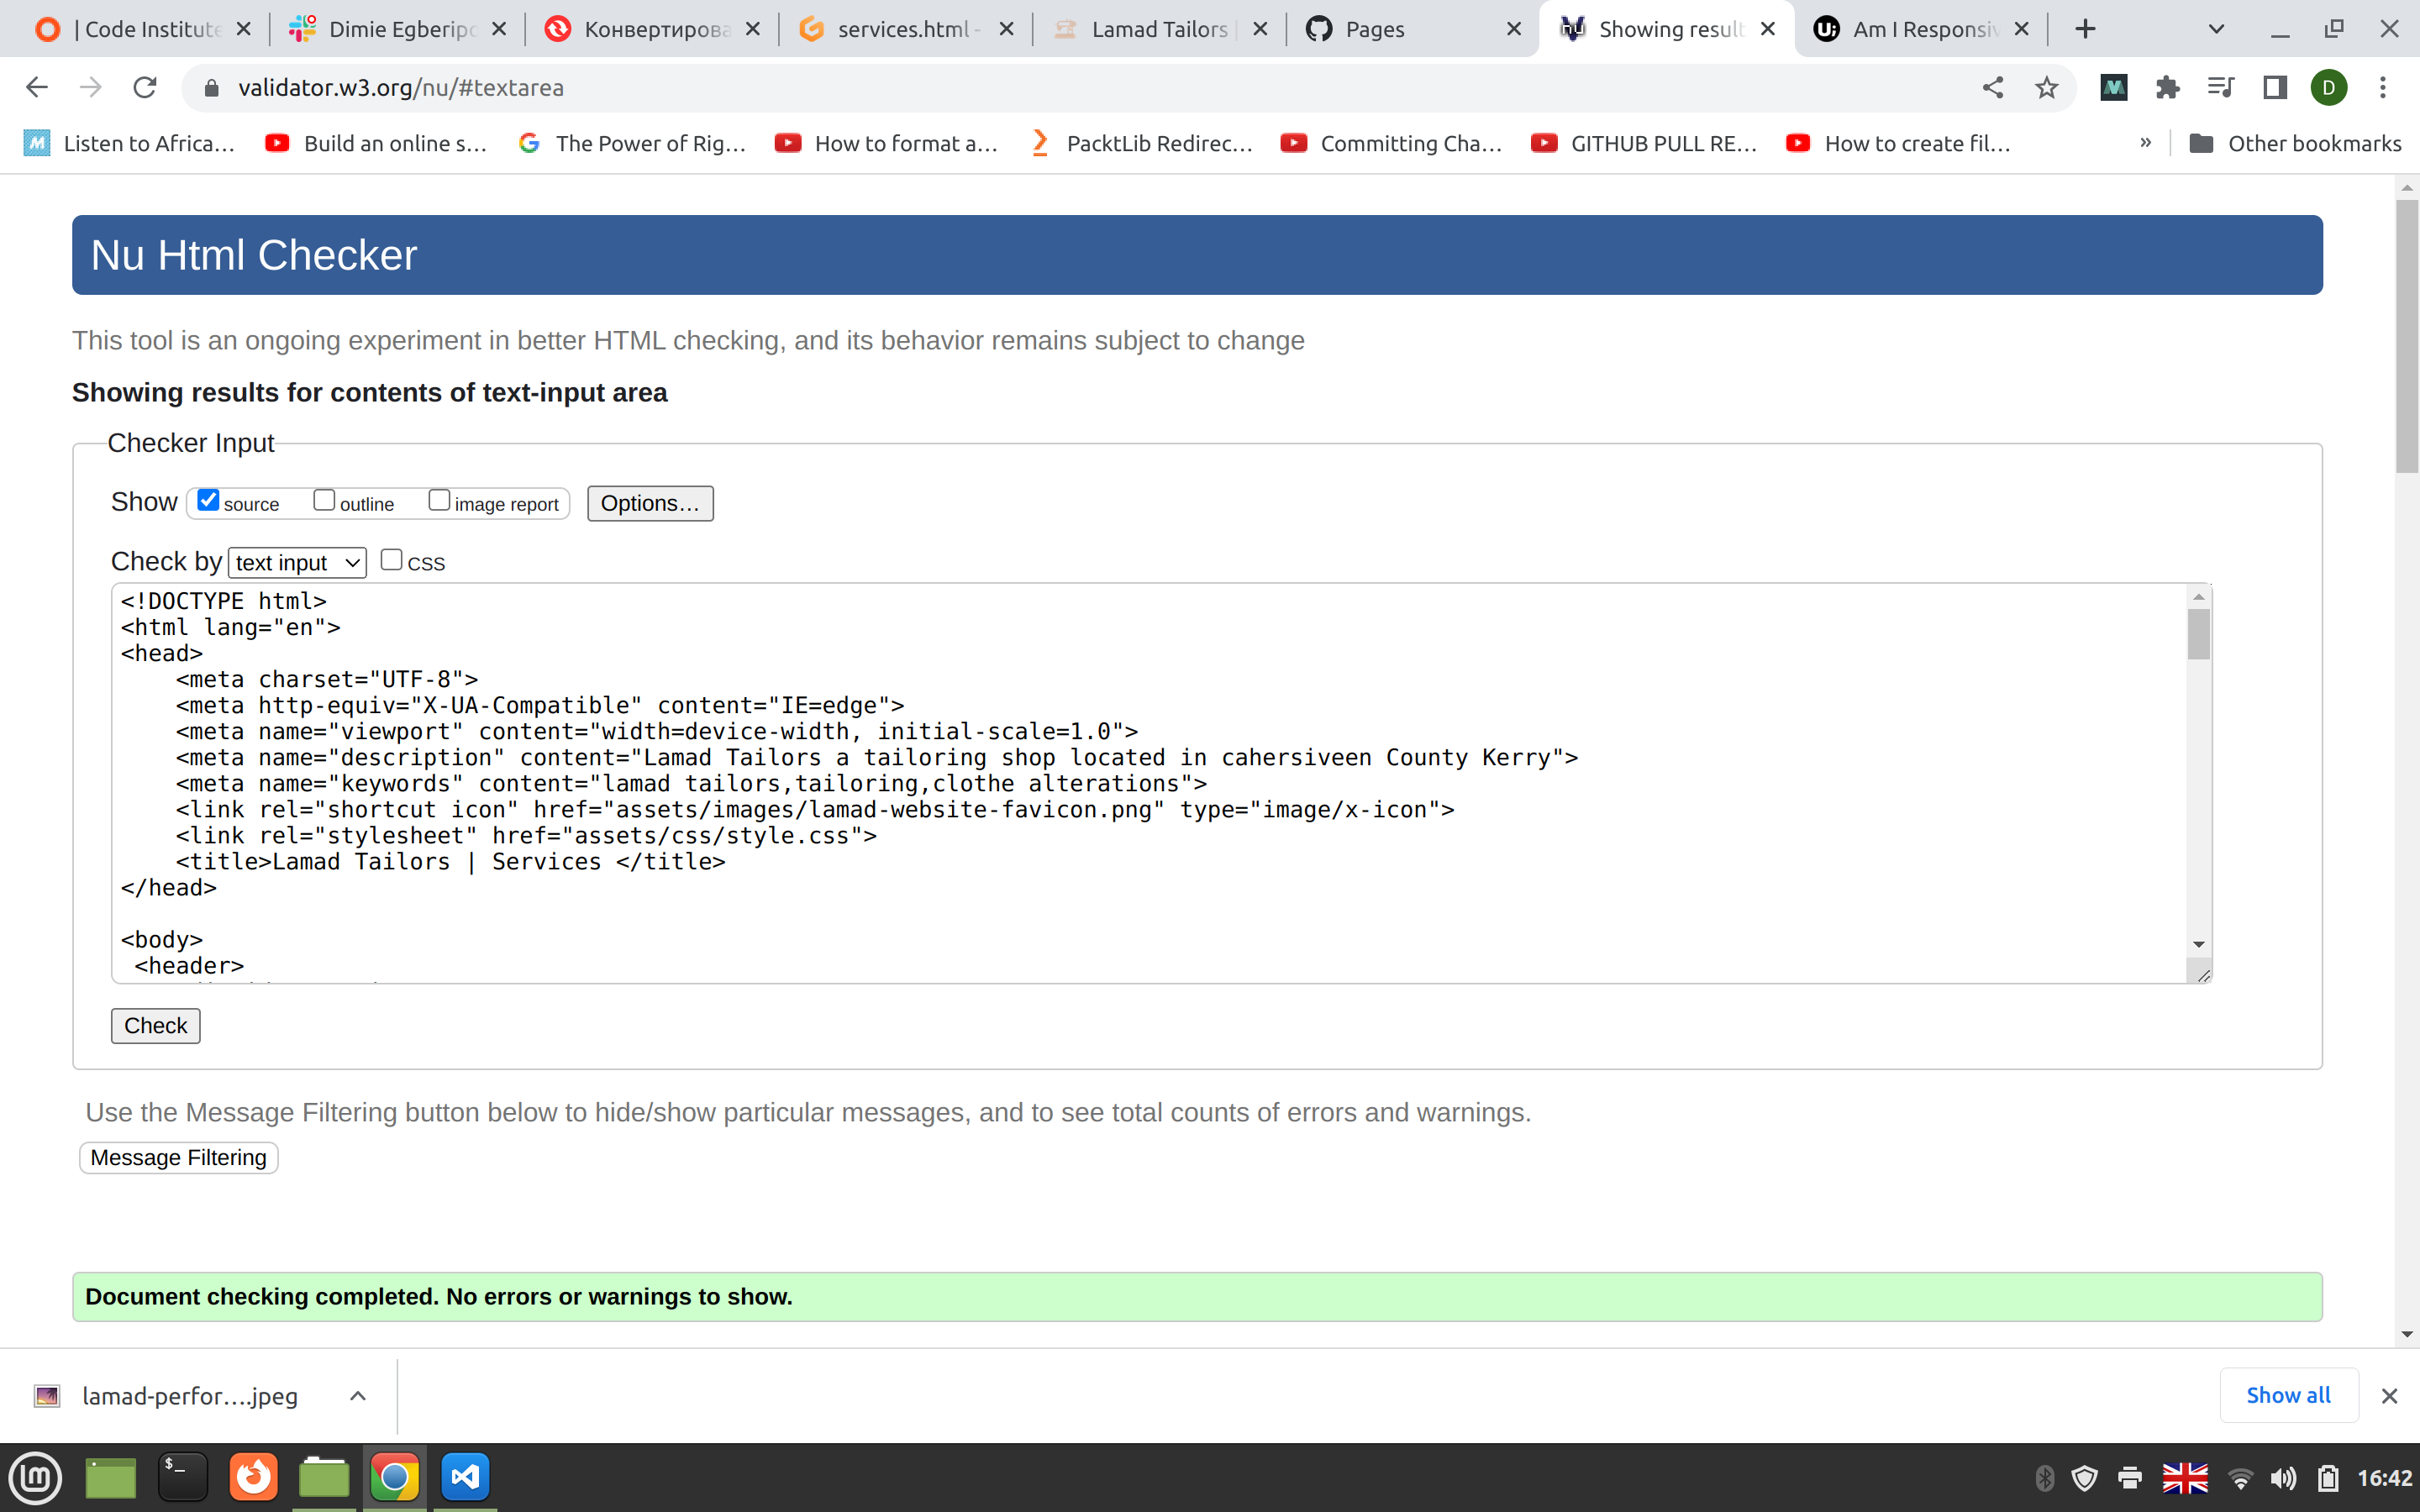 | Code Institute
Dimie Egberipo
Конвертирова
services.html -
Lamad Tailors |
Pages
Showing result
Am I Responsiv
validator.w3.org/nu/#textarea
D
Listen to Africa...
Build an online s...
The Power of Rig...
How to format a...
PacktLib Redirec...
Committing Cha...
GITHUB PULL RE...
How to create fil...
»
Other bookmarks
Nu Html Checker
This tool is an ongoing experiment in better HTML checking, and its behavior remains subject to change
Showing results for contents of text-input area
Checker Input
Show source outline image report Options...
Check by text input CSS
<!DOCTYPE html>
<html lang="en">
<head>
    <meta charset="UTF-8">
    <meta http-equiv="X-UA-Compatible" content="IE=edge">
    <meta name="viewport" content="width=device-width, initial-scale=1.0">
    <meta name="description" content="Lamad Tailors a tailoring shop located in cahersiveen County Kerry">
    <meta name="keywords" content="lamad tailors,tailoring,clothe alterations">
    <link rel="shortcut icon" href="assets/images/lamad-website-favicon.png" type="image/x-icon">
    <link rel="stylesheet" href="assets/css/style.css">
    <title>Lamad Tailors | Services </title>
</head>
<body>
 <header>
Check
Use the Message Filtering button below to hide/show particular messages, and to see total counts of errors and warnings.
Message Filtering
Document checking completed. No errors or warnings to show.
lamad-perfor....jpeg
Show all
16:42